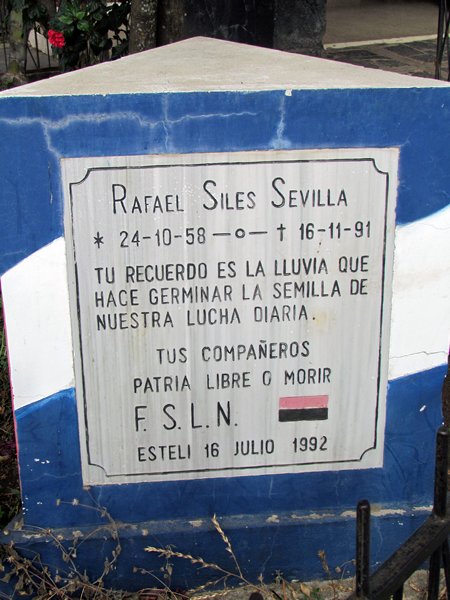 RAFAEL SILES SEVILLA
* 24-10-58 —o— † 16-11-91
TU RECUERDO ES LA LLUVIA QUE
HACE GERMINAR LA SEMILLA DE
NUESTRA LUCHA DIARIA.
TUS COMPAÑEROS
PATRIA LIBRE O MORIR
F.S.L.N.
ESTELI 16 JULIO 1992